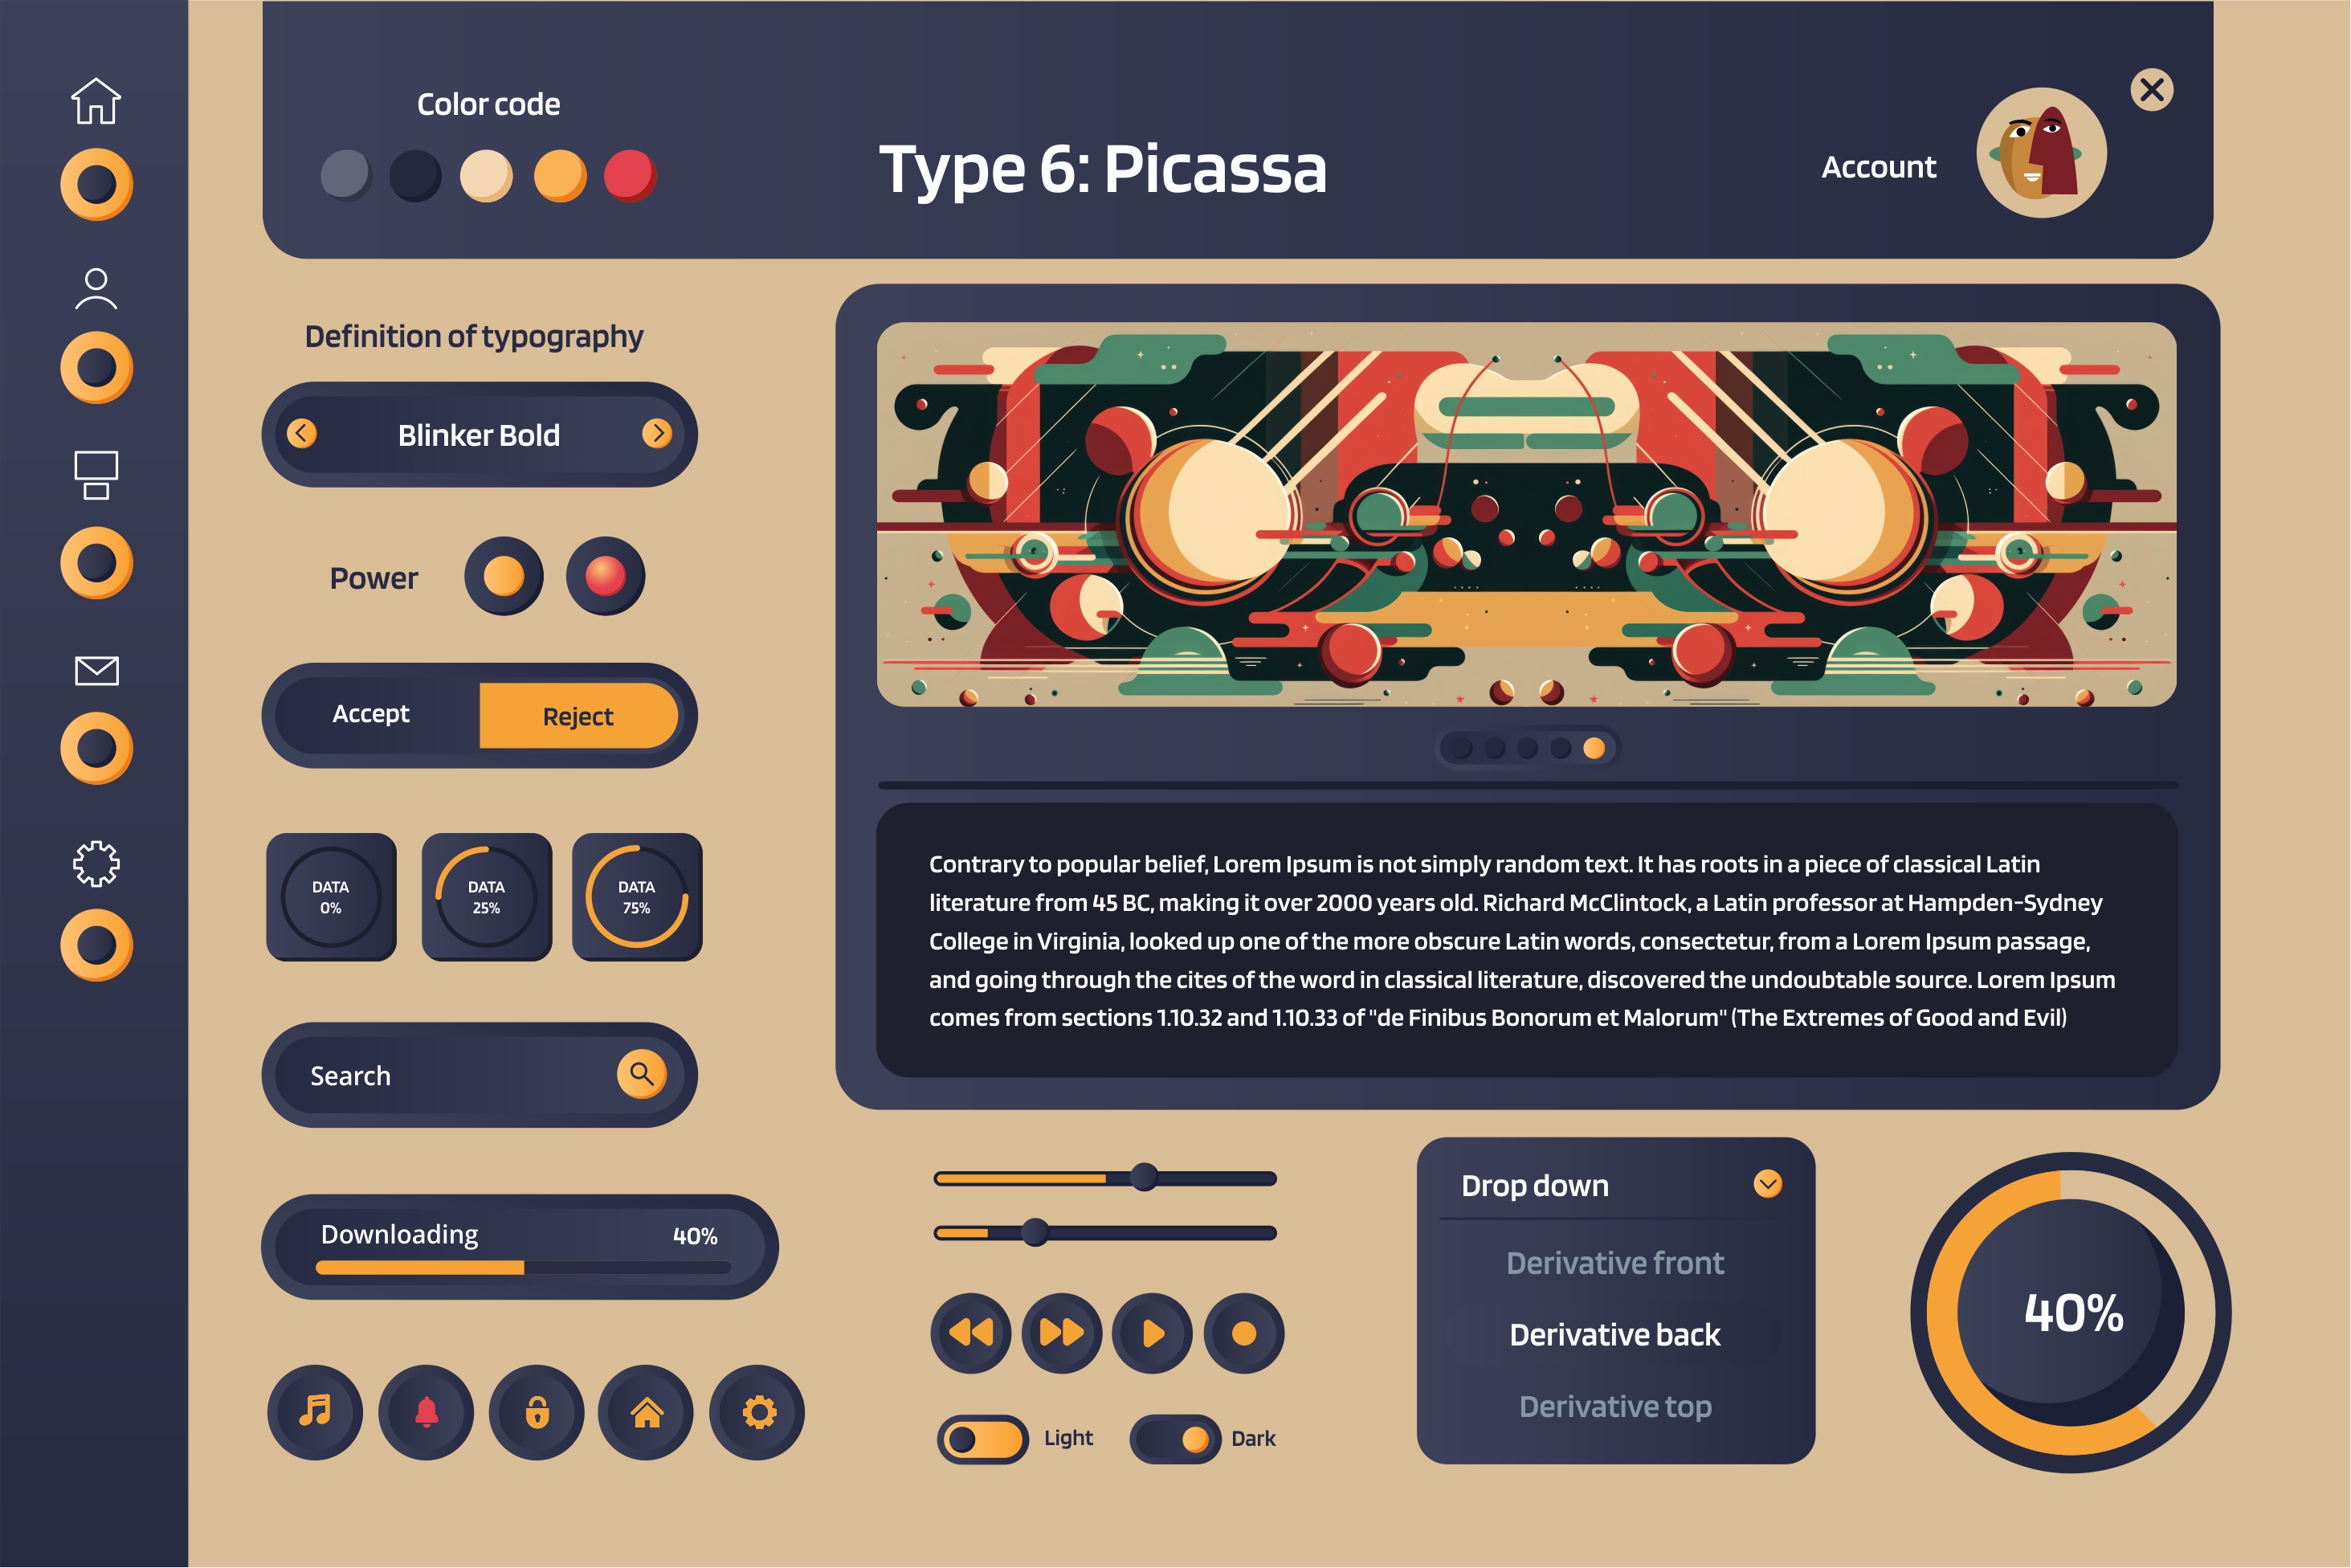 Color code
Type 6: Picassa
Account
Definition of typography
Blinker Bold
Power
Accept
Reject
DATA
0%
DATA
25%
DATA
75%
Search
Downloading
40%
Contrary to popular belief, Lorem Ipsum is not simply random text. It has roots in a piece of classical Latin
literature from 45 BC, making it over 2000 years old. Richard McClintock, a Latin professor at Hampden-Sydney
College in Virginia, looked up one of the more obscure Latin words, consectetur, from a Lorem Ipsum passage,
and going through the cites of the word in classical literature, discovered the undoubtable source. Lorem Ipsum
comes from sections 1.10.32 and 1.10.33 of "de Finibus Bonorum et Malorum" (The Extremes of Good and Evil)
Light
Dark
Drop down
Derivative front
Derivative back
Derivative top
40%